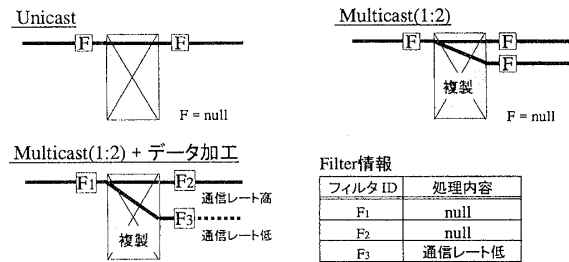 Unicast
F F
F = null
Multicast(1:2)
F F
F
複製
F = null
Multicast(1:2) + データ加工
F1 F2
通信レート高
F3
複製
通信レート低
Filter情報
フィルタ ID 処理内容
F1 null
F2 null
F3 通信レート低